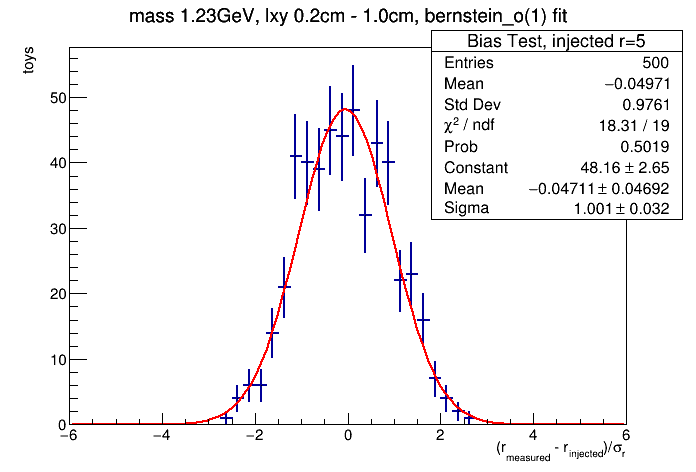 mass 1.23GeV, lxy 0.2cm - 1.0cm, bernstein_o(1) fit
toys
Bias Test, injected r=5
Entries 500
Mean −0.04971
Std Dev 0.9761
χ² / ndf 18.31 / 19
Prob 0.5019
Constant 48.16 ± 2.65
Mean −0.04711 ± 0.04692
Sigma 1.001 ± 0.032
50
40
30
20
10
0
−6 −4 −2 0 2 4 6
(r_measured - r_injected)/σ_r